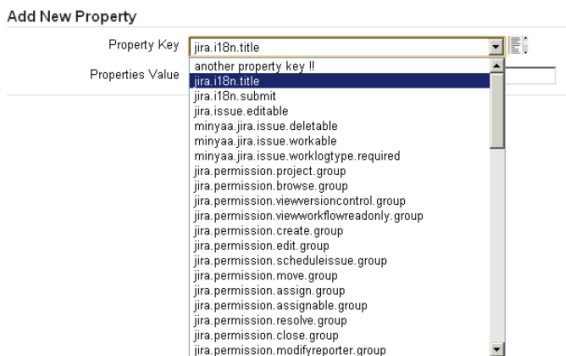 Add New Property
Property Key
jira.i18n.title
another property key !!
Properties Value
jira.i18n.title
jira.i18n.submit
jira.issue.editable
minyaa.jira.issue.deletable
minyaa.jira.issue.workable
minyaa.jira.issue.worklogtype.required
jira.permission.project.group
jira.permission.browse.group
jira.permission.viewversioncontrol.group
jira.permission.viewworkflowreadonly.group
jira.permission.create.group
jira.permission.edit.group
jira.permission.scheduleissue.group
jira.permission.move.group
jira.permission.assign.group
jira.permission.assignable.group
jira.permission.resolve.group
jira.permission.close.group
jira.permission.modifyreporter.group